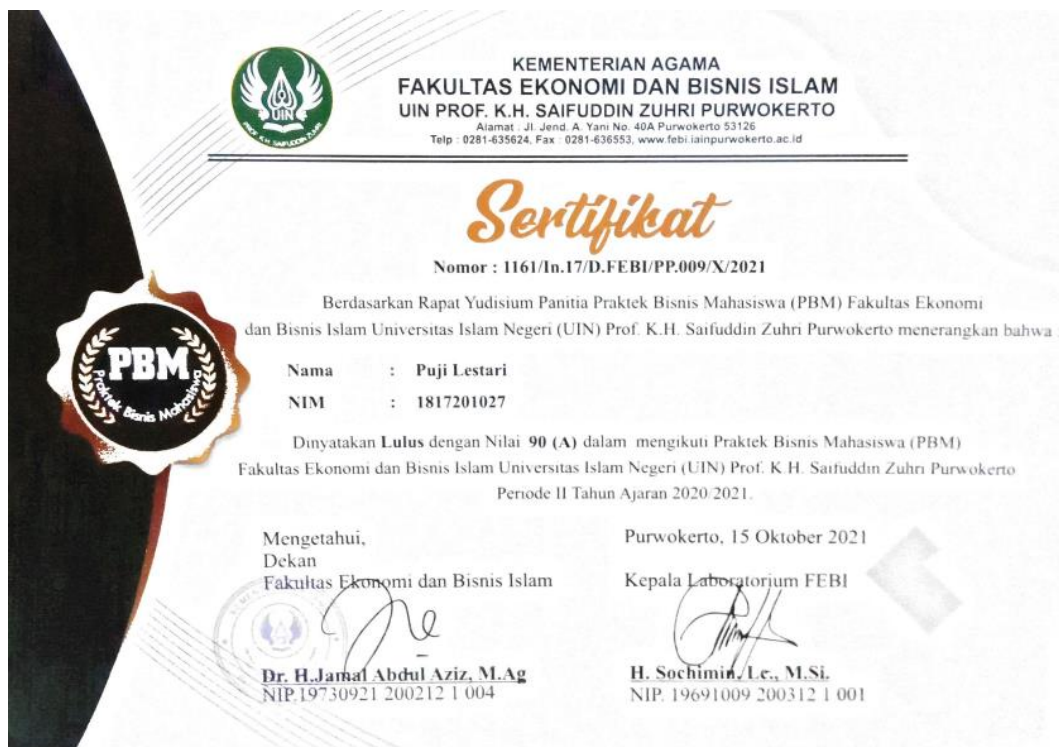 KEMENTERIAN AGAMA
FAKULTAS EKONOMI DAN BISNIS ISLAM
UIN PROF. K.H. SAIFUDDIN ZUHRI PURWOKERTO
Alamat : Jl. Jend. A. Yani No. 40A Purwokerto 53126
Telp : 0281-635624, Fax : 0281-636553, www.febi.iainpurwokerto.ac.id
UIN
PROF. K.H. SAIFUDDIN ZUHRI
Sertifikat
Nomor : 1161/In.17/D.FEBI/PP.009/X/2021
Berdasarkan Rapat Yudisium Panitia Praktek Bisnis Mahasiswa (PBM) Fakultas Ekonomi
dan Bisnis Islam Universitas Islam Negeri (UIN) Prof. K.H. Saifuddin Zuhri Purwokerto menerangkan bahwa :
PBM
Praktek Bisnis Mahasiswa
Nama : Puji Lestari
NIM : 1817201027
Dinyatakan Lulus dengan Nilai 90 (A) dalam mengikuti Praktek Bisnis Mahasiswa (PBM)
Fakultas Ekonomi dan Bisnis Islam Universitas Islam Negeri (UIN) Prof. K.H. Saifuddin Zuhri Purwokerto
Periode II Tahun Ajaran 2020/2021.
Mengetahui,
Dekan
Fakultas Ekonomi dan Bisnis Islam
Dr. H.Jamal Abdul Aziz, M.Ag
NIP.19730921 200212 1 004
Purwokerto, 15 Oktober 2021
Kepala Laboratorium FEBI
H. Sochimin, Lc., M.Si.
NIP. 19691009 200312 1 001